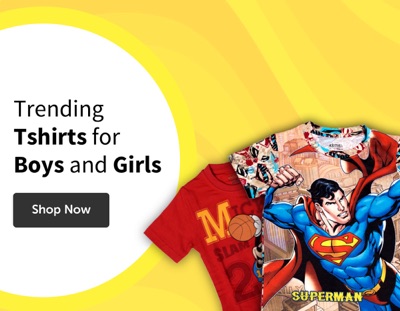 Trending
Tshirts for
Boys and Girls
Shop Now
M
SUPERMAN